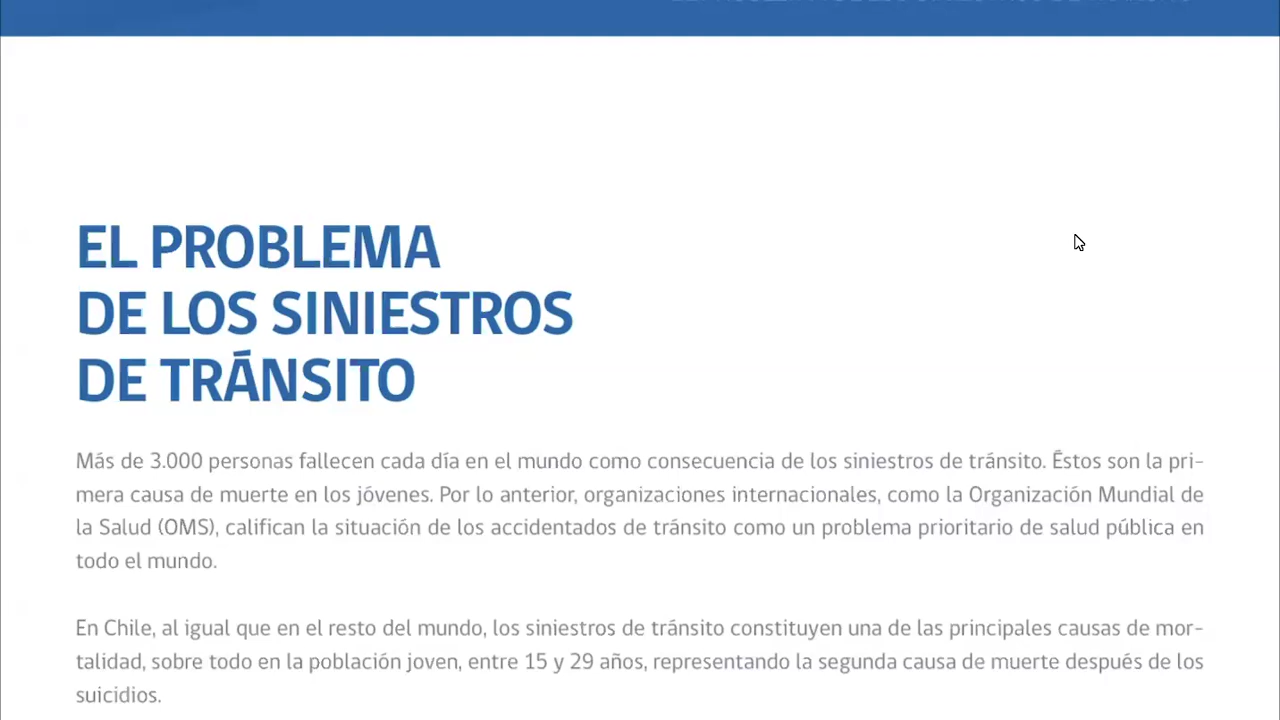 EL PROBLEMA
DE LOS SINIESTROS
DE TRÁNSITO
Más de 3.000 personas fallecen cada día en el mundo como consecuencia de los siniestros de tránsito. Éstos son la pri-
mera causa de muerte en los jóvenes. Por lo anterior, organizaciones internacionales, como la Organización Mundial de
la Salud (OMS), califican la situación de los accidentados de tránsito como un problema prioritario de salud pública en
todo el mundo.
En Chile, al igual que en el resto del mundo, los siniestros de tránsito constituyen una de las principales causas de mor-
talidad, sobre todo en la población joven, entre 15 y 29 años, representando la segunda causa de muerte después de los
suicidios.